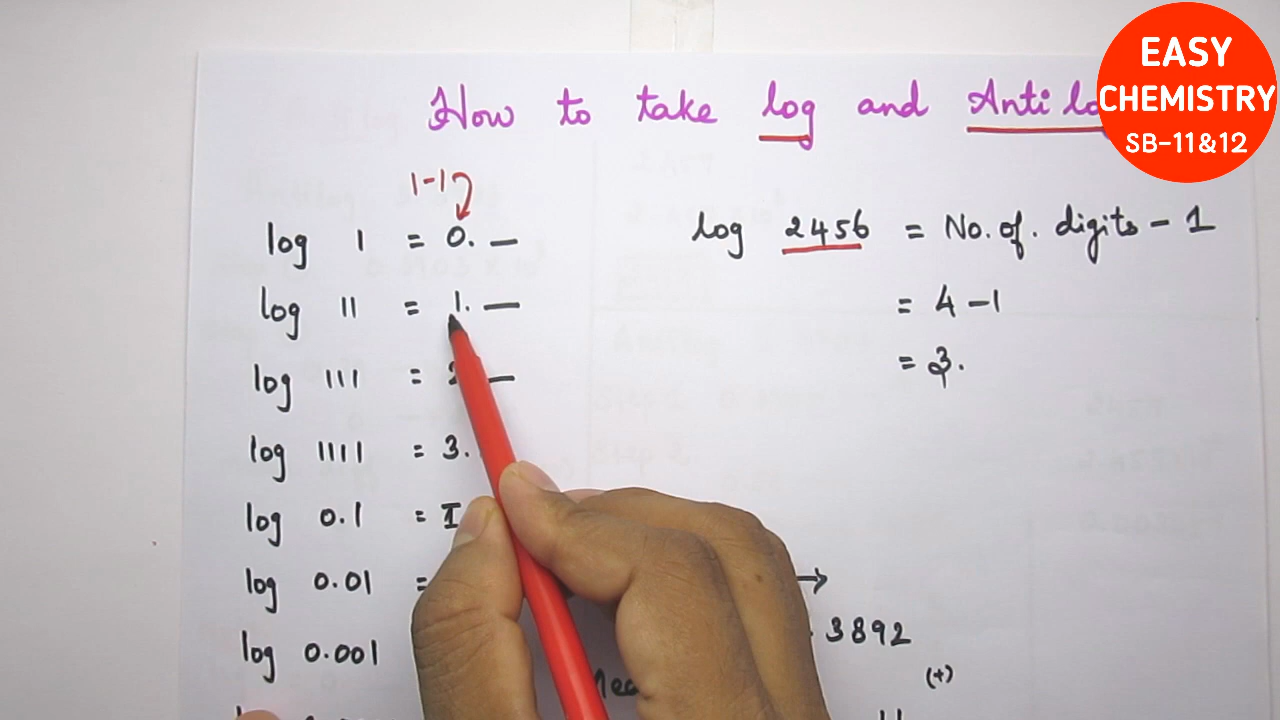 EASY
CHEMISTRY
SB-11&12
How to take log and Anti
1-1
log 1 = 0. —
log 11 = 1. —
log 111 = —
log 1111 = 3.
log 0.1 = Ī
log 0.01 =
log 0.001
log 2456 = No. of. digits - 1
= 4 - 1
= 3.
→
3892
(+)